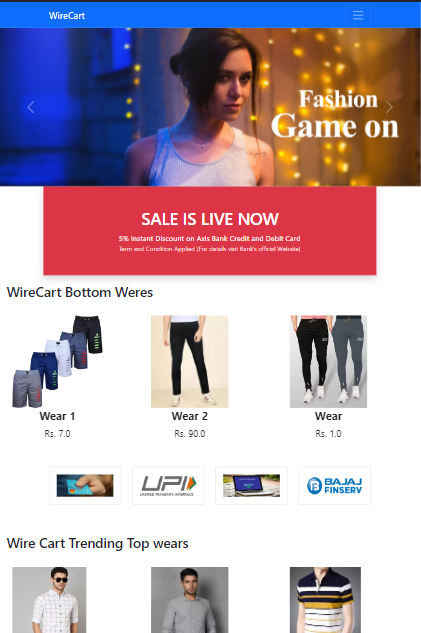 WireCart
Fashion
Game on
SALE IS LIVE NOW
5% Instant Discount on Axis Bank Credit and Debit Card
Term and Condition Applied (For details visit Bank's official Website)
WireCart Bottom Weres
Wear 1
Wear 2
Wear
Rs. 7.0
Rs. 90.0
Rs. 1.0
UPI
UNIFIED PAYMENTS INTERFACE
BAJAJ
FINSERV
Wire Cart Trending Top wears